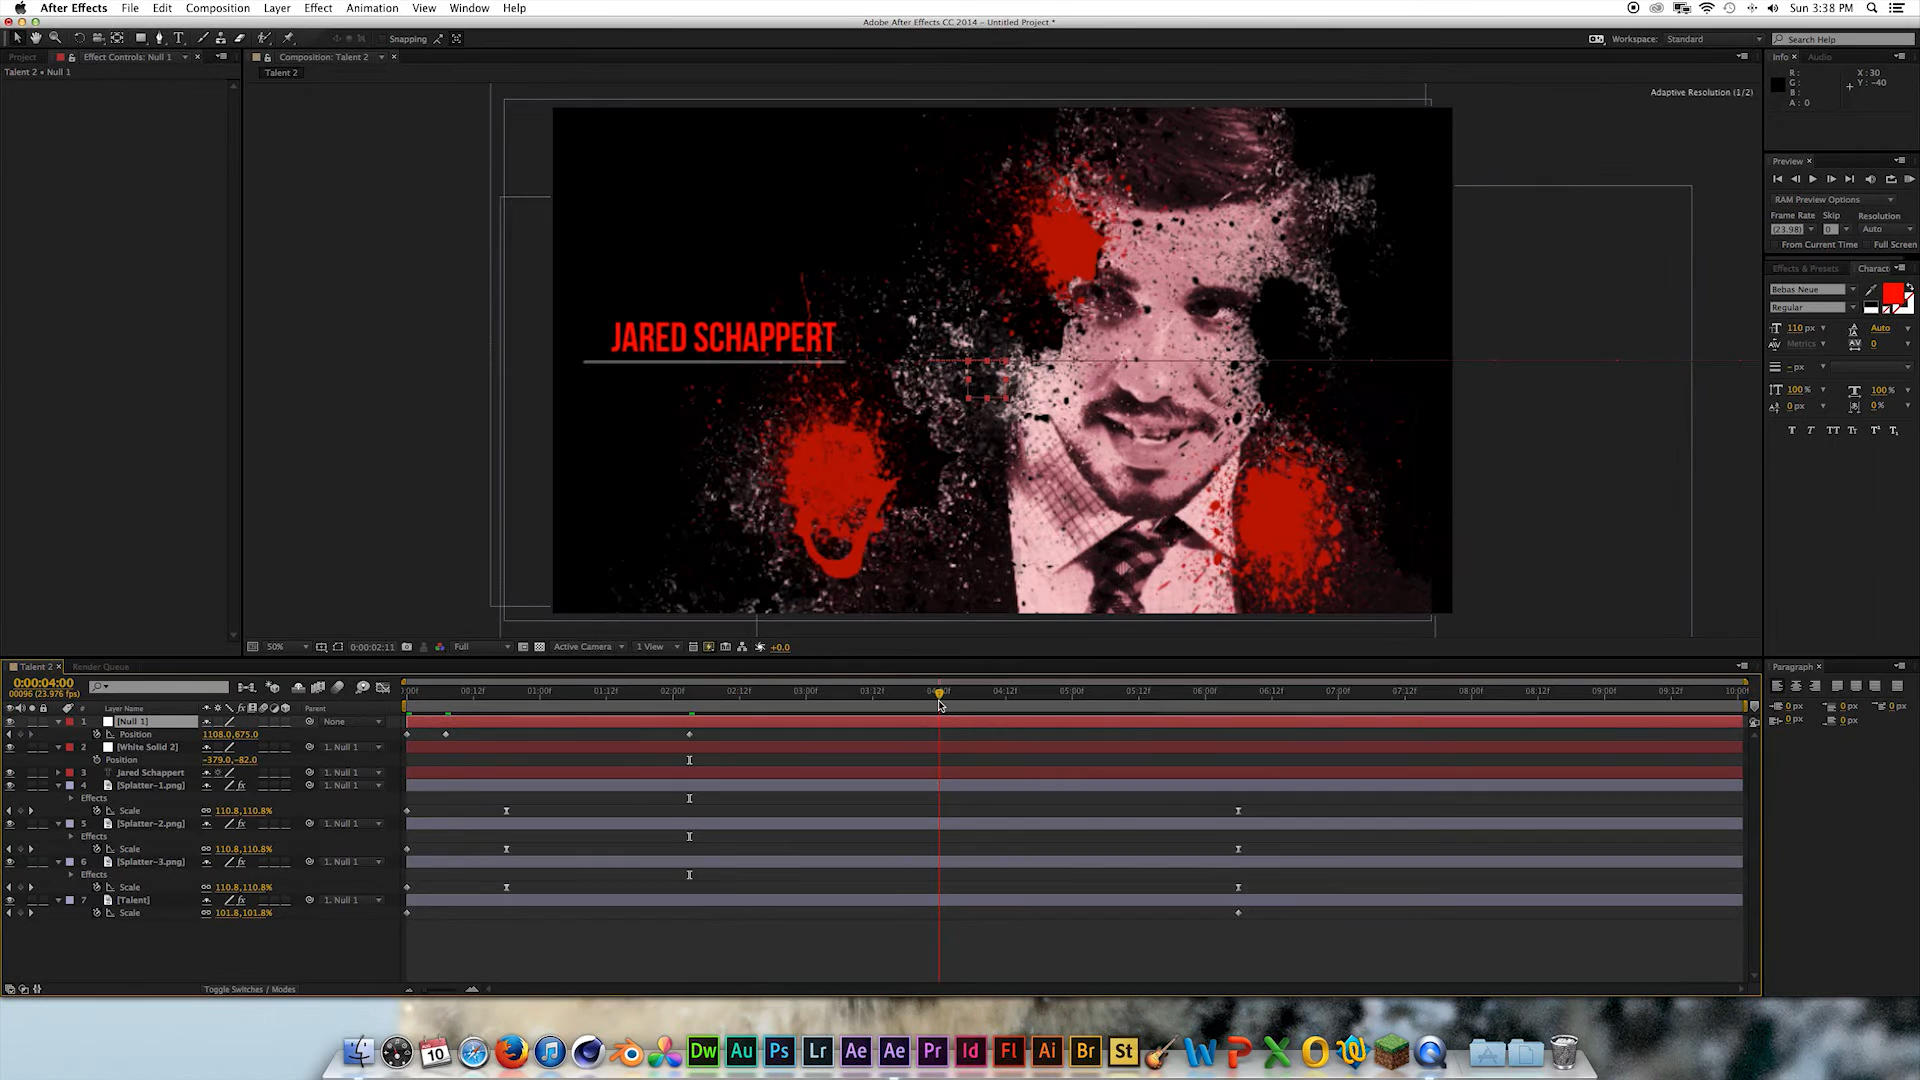 After Effects File Edit Composition Layer Effect Animation View Window Help Sun 3:38 PM
Adobe After Effects CC 2014 - Untitled Project *
Snapping Workspace: Standard Search Help
Project Effect Controls: Null 1 Composition: Talent 2 Info Audio
Talent 2 • Null 1 Talent 2
R: X: 30
G: Y: -40
B:
A: 0
Adaptive Resolution (1/2)
Preview
RAM Preview Options
Frame Rate Skip Resolution
(23.98) 0 Auto
From Current Time Full Screen
Effects & Presets Charact
Bebas Neue
Regular
110 px Auto
Metrics 0
- px
100 % 100 %
0 px 0 %
JARED SCHAPPERT
50% 0:00:02:11 Full Active Camera 1 View +0.0
Talent 2 Render Queue Paragraph
0:00:04:00
00096 (23.976 fps)
:00f 00:12f 01:00f 01:12f 02:00f 02:12f 03:00f 03:12f 04:00f 04:12f 05:00f 05:12f 06:00f 06:12f 07:00f 07:12f 08:00f 08:12f 09:00f 09:12f 10:00f
# Layer Name Parent
1 [Null 1] None
Position 1108.0,675.0
2 [White Solid 2] 1. Null 1
Position -379.0,-82.0
3 Jared Schappert 1. Null 1
4 [Splatter-1.png] 1. Null 1
Effects
Scale 110.8,110.8%
5 [Splatter-2.png] 1. Null 1
Effects
Scale 110.8,110.8%
6 [Splatter-3.png] 1. Null 1
Effects
Scale 110.8,110.8%
7 [Talent] 1. Null 1
Scale 101.8,101.8%
0 px 0 px 0 px
0 px 0 px
Toggle Switches / Modes
10 Dw Au Ps Lr Ae Ae Pr Id Fl Ai Br St